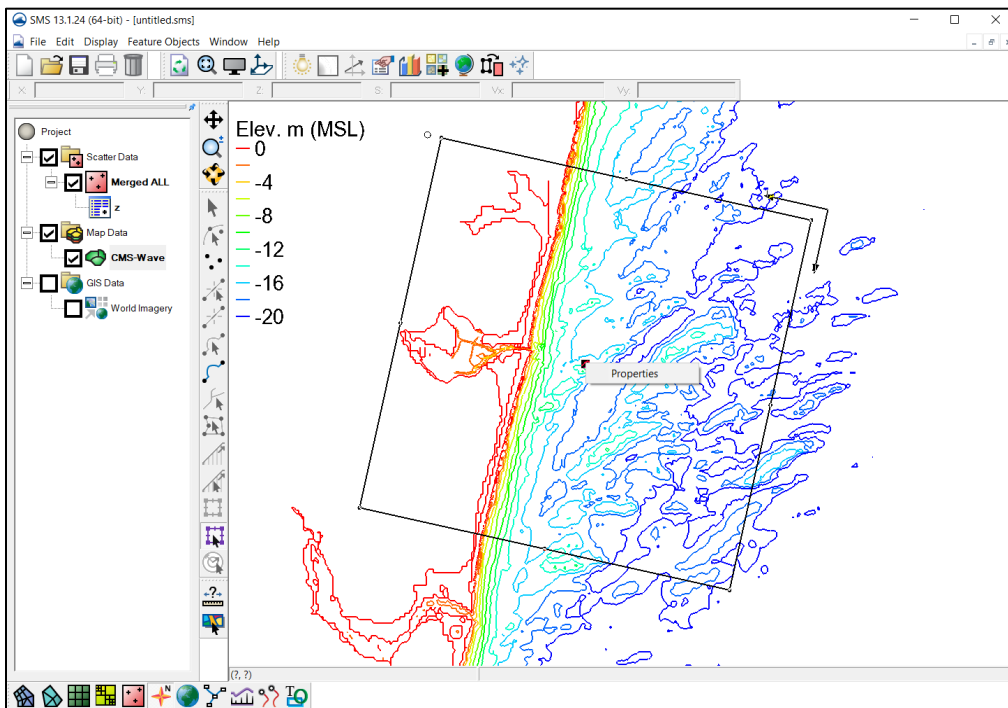 SMS 13.1.24 (64-bit) - [untitled.sms]
File Edit Display Feature Objects Window Help
X: Y: Z: S: Vx: Vy:
Project
Scatter Data
Merged ALL
z
Map Data
CMS-Wave
GIS Data
World Imagery
Elev. m (MSL)
0
-4
-8
-12
-16
-20
Properties
(?, ?)